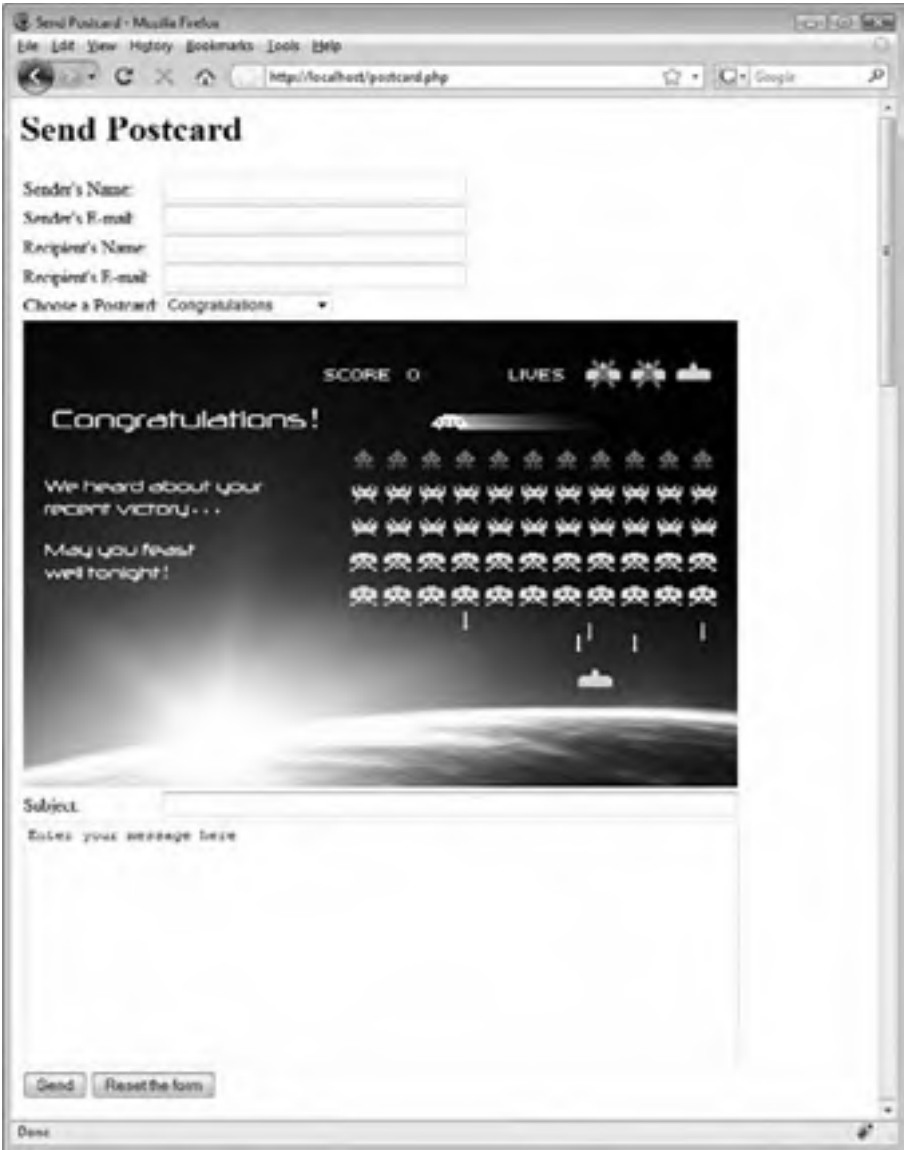 Send Postcard - Mozilla Firefox
File Edit View History Bookmarks Tools Help
http://localhost/postcard.php
Google
Send Postcard
Sender's Name:
Sender's E-mail:
Recipient's Name:
Recipient's E-mail:
Choose a Postcard: Congratulations
SCORE 0 LIVES
Congratulations!
We heard about your
recent victory...
May you feast
well tonight!
Subject:
Enter your message here
Send Reset the form
Done